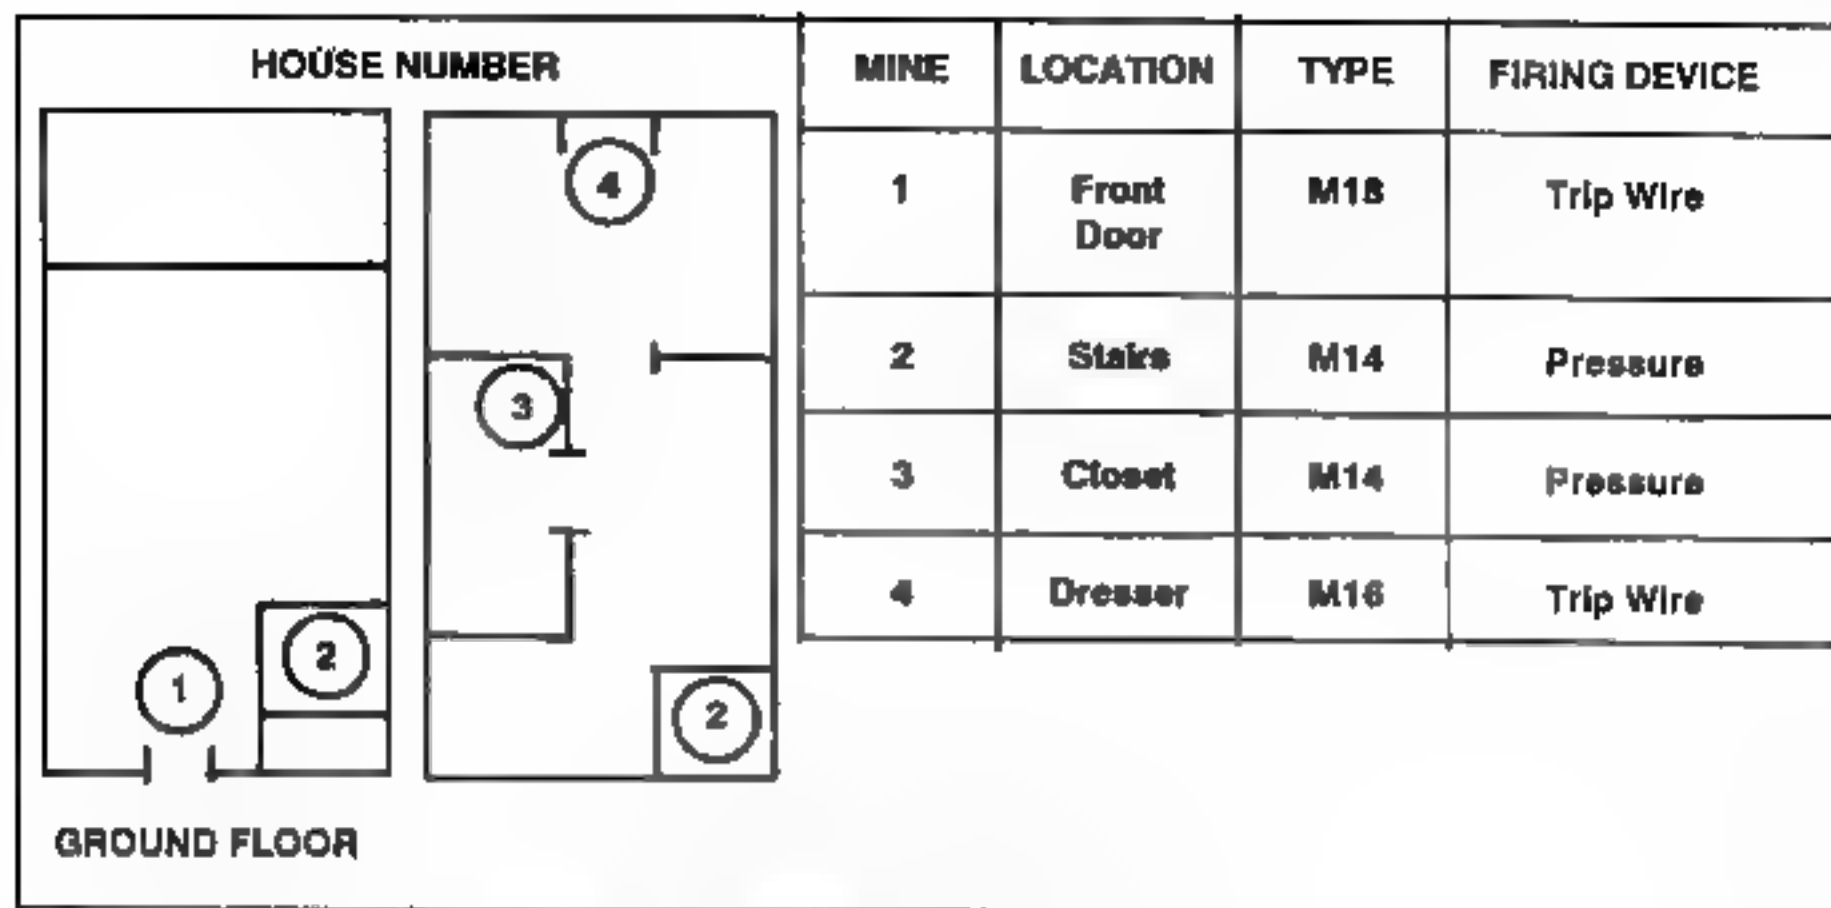 HOUSE NUMBER
4
3
2
1
2
GROUND FLOOR
MINE LOCATION TYPE FIRING DEVICE
1 Front Door M18 Trip Wire
2 Stairs M14 Pressure
3 Closet M14 Pressure
4 Dresser M16 Trip Wire